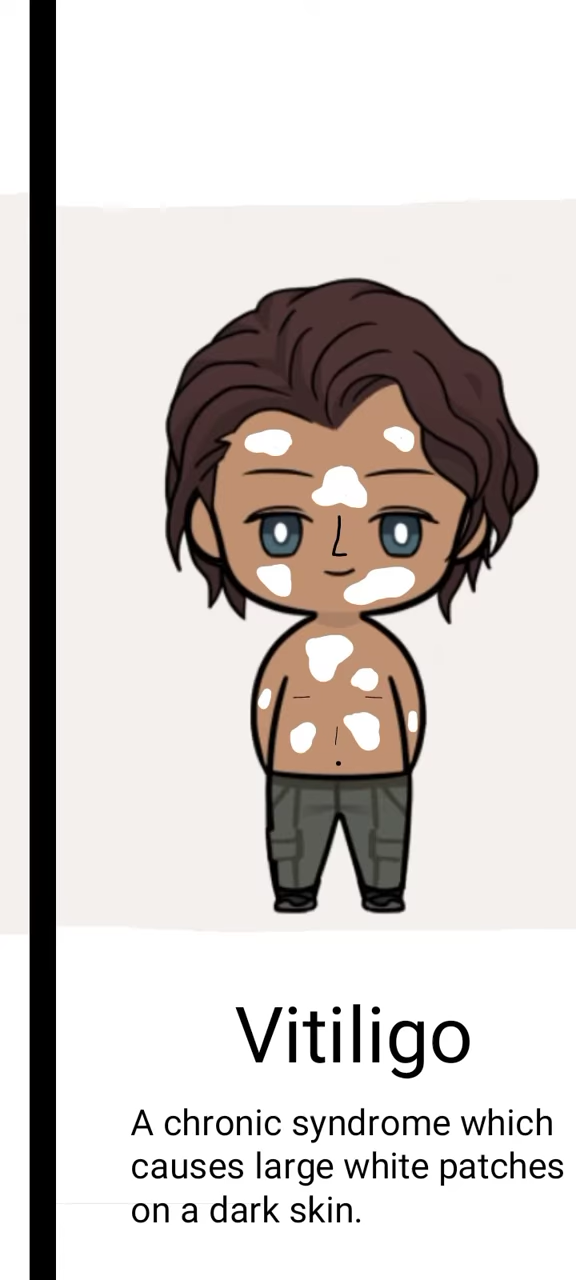 Vitiligo
A chronic syndrome which
causes large white patches
on a dark skin.